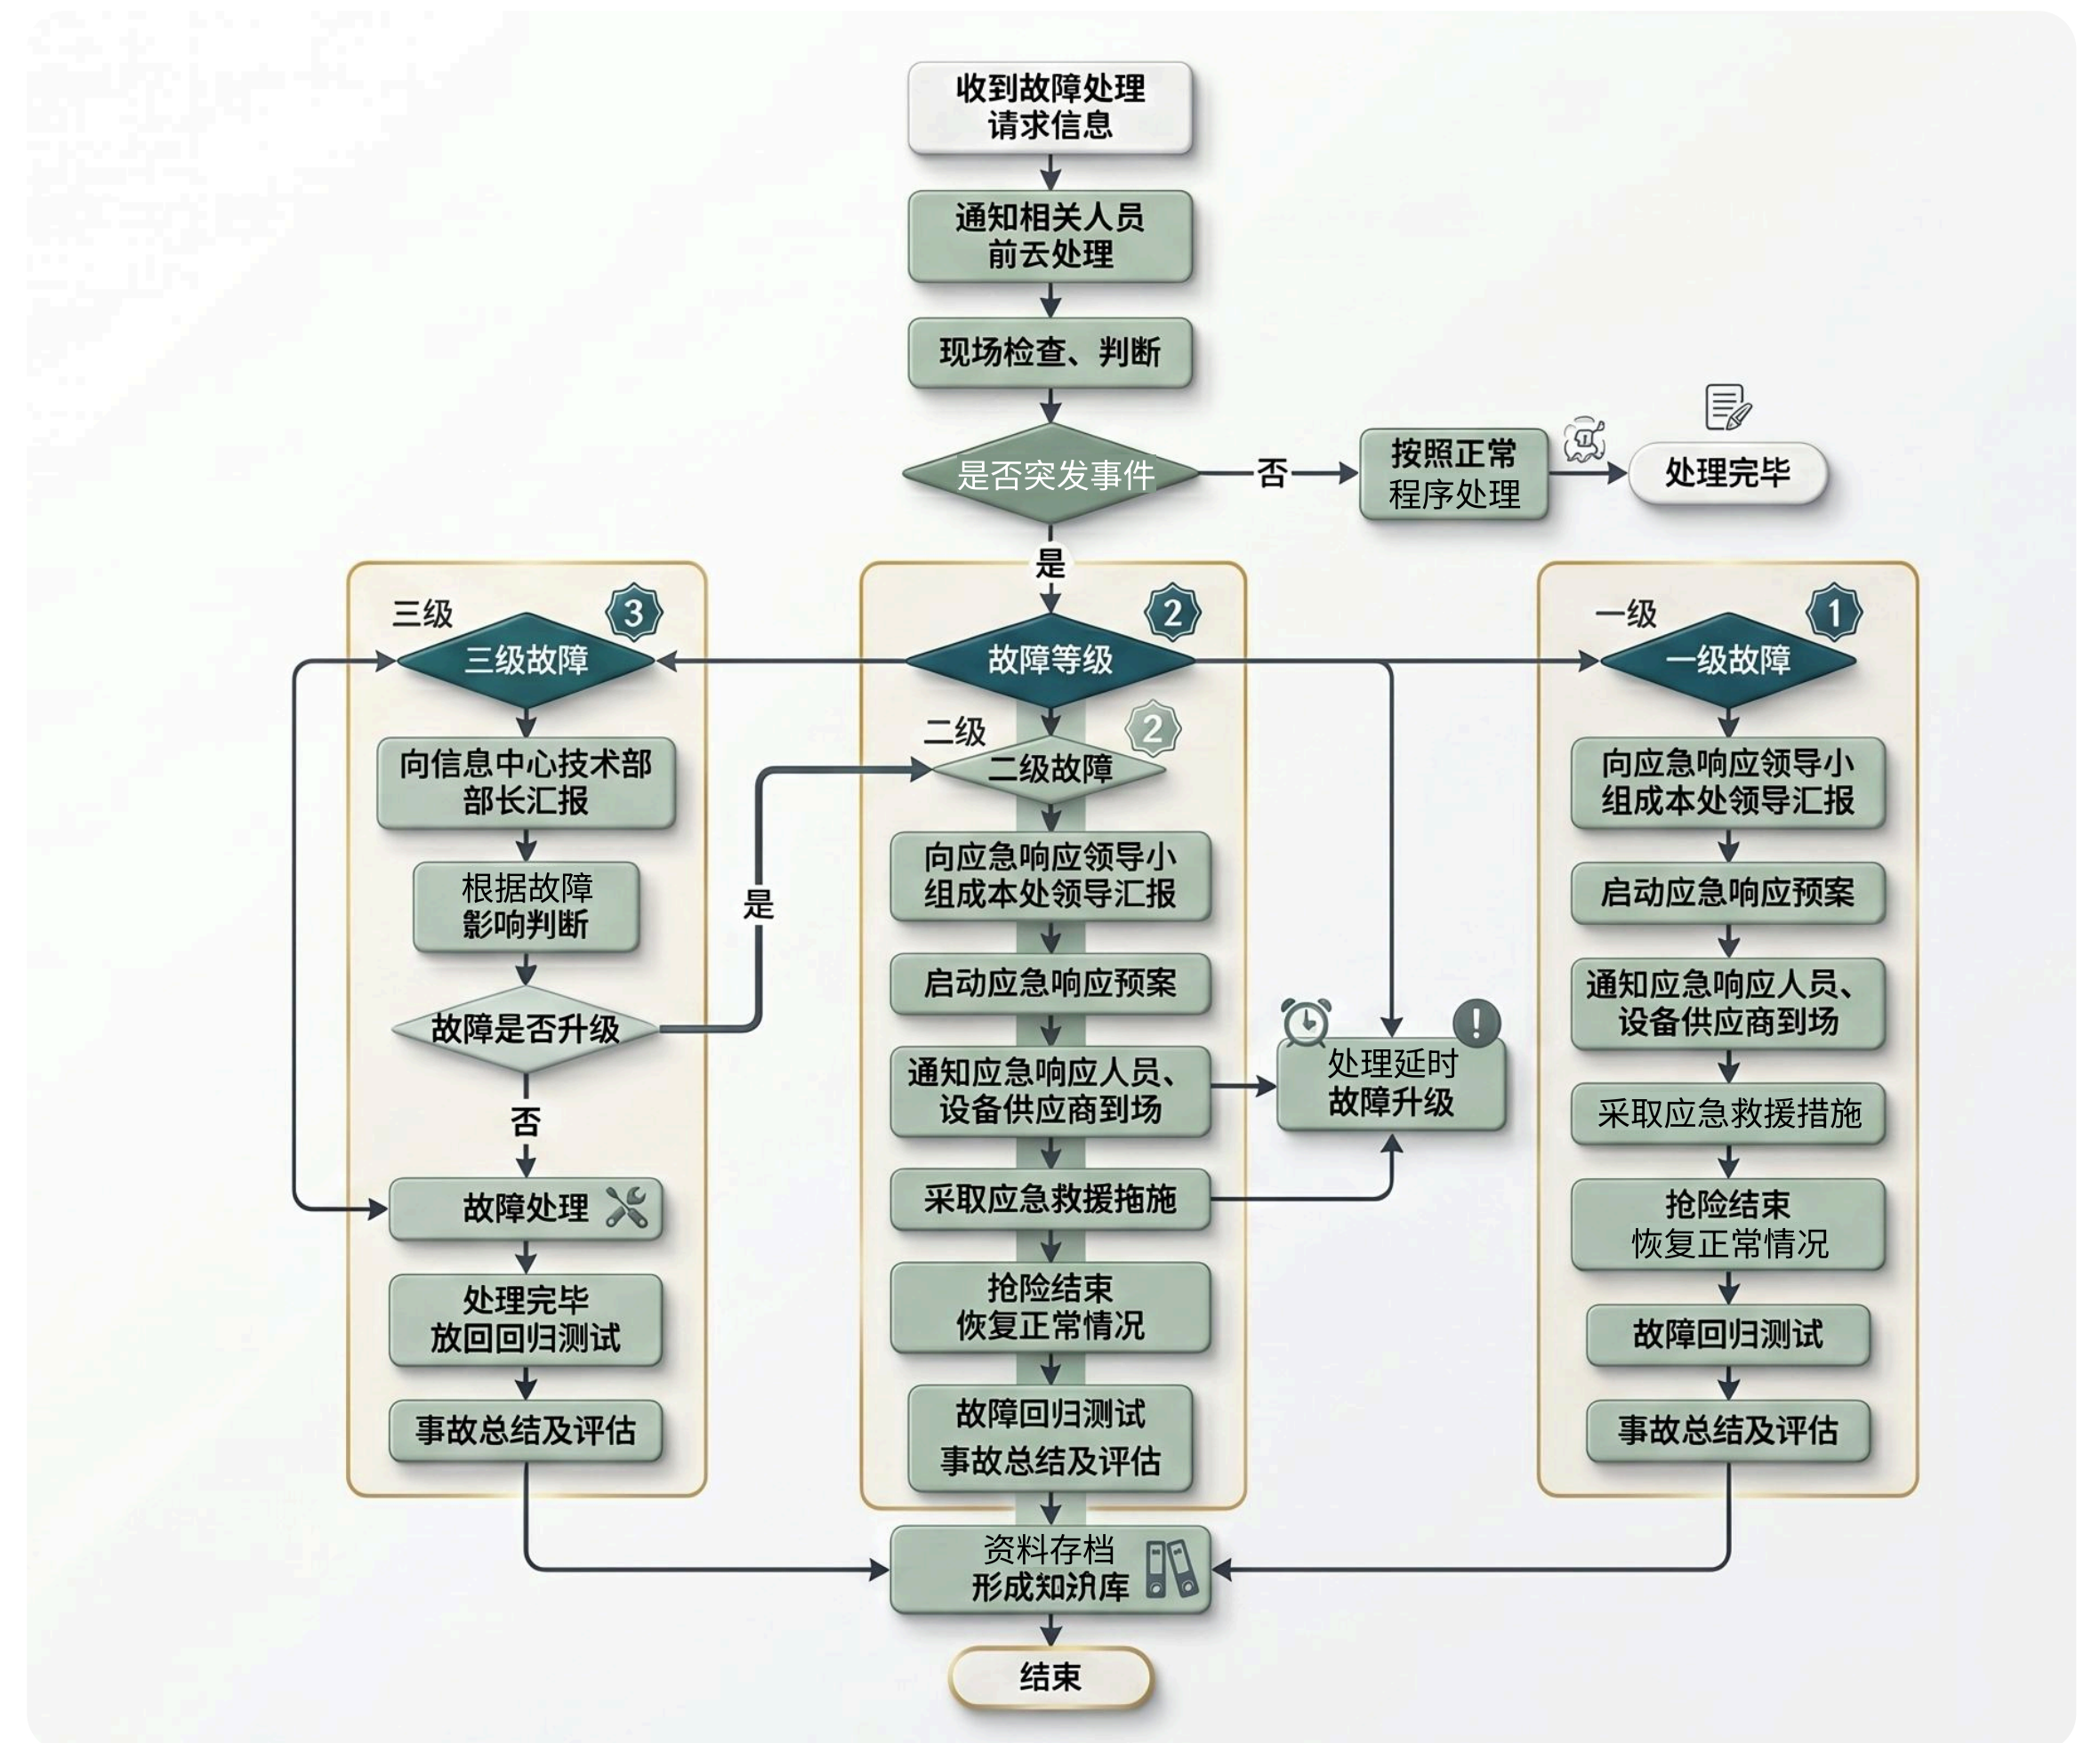 收到故障处理
请求信息
通知相关人员
前云处理
现场检查、判断
是否突发事件
否
按照正常
程序处理
处理完毕
是
三级
3
三级故障
向信息中心技术部
部长汇报
根据故障
影响判断
故障是否升级
是
否
故障处理
处理完毕
放回回归测试
事故总结及评估
2
故障等级
二级
2
二级故障
向应急响应领导小
组成本处领导汇报
启动应急响应预案
通知应急响应人员、
设备供应商到场
采取应急救援拖施
抢险结束
恢复正常情况
故障回归测试
事故总结及评估
!
处理延时
故障升级
一级
1
一级故障
向应急响应领导小
组成本处领导汇报
启动应急响应预案
通知应急响应人员、
设备供应商到场
采取应急救援措施
抢险结束
恢复正常情况
故障回归测试
事故总结及评估
资料存档
形成知识库
结束